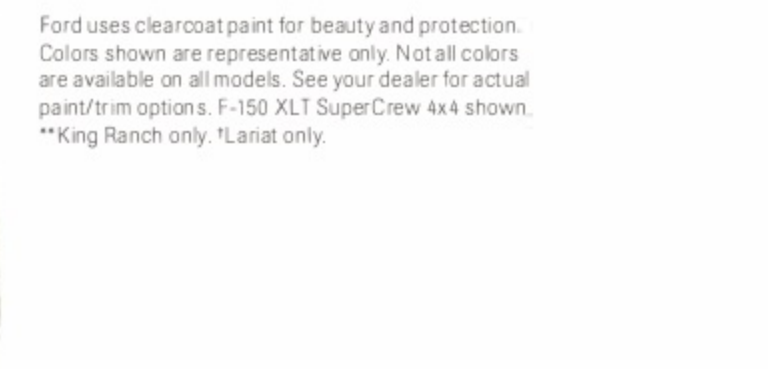 Ford uses clearcoat paint for beauty and protection.
Colors shown are representative only. Not all colors
are available on all models. See your dealer for actual
paint/trim options. F-150 XLT SuperCrew 4x4 shown.
**King Ranch only. †Lariat only.